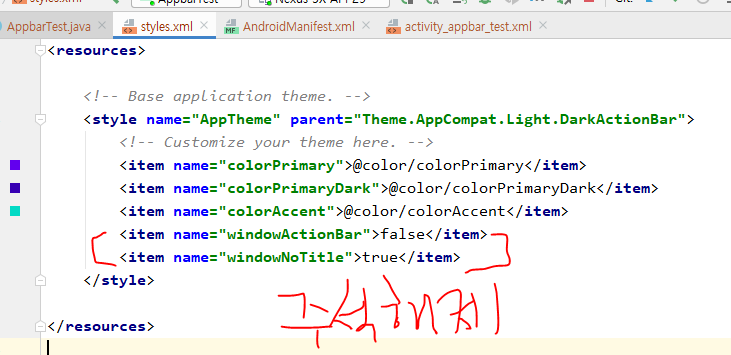 AppbarTest.java styles.xml AndroidManifest.xml activity_appbar_test.xml
<resources>
<!-- Base application theme. -->
<style name="AppTheme" parent="Theme.AppCompat.Light.DarkActionBar">
<!-- Customize your theme here. -->
<item name="colorPrimary">@color/colorPrimary</item>
<item name="colorPrimaryDark">@color/colorPrimaryDark</item>
<item name="colorAccent">@color/colorAccent</item>
<item name="windowActionBar">false</item>
<item name="windowNoTitle">true</item>
</style>
주석해제
</resources>